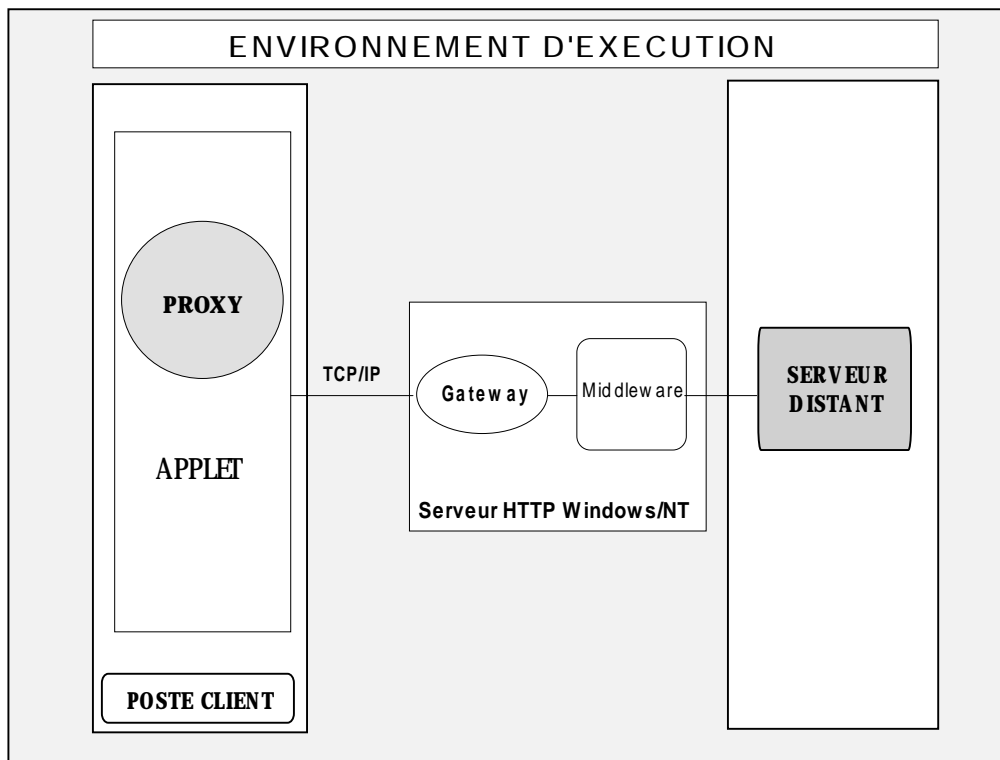 ENVIRONNEMENT D'EXECUTION
PROXY
APPLET
POSTE CLIENT
TCP/IP
Gateway
Middleware
Serveur HTTP Windows/NT
SERVEUR
DISTANT